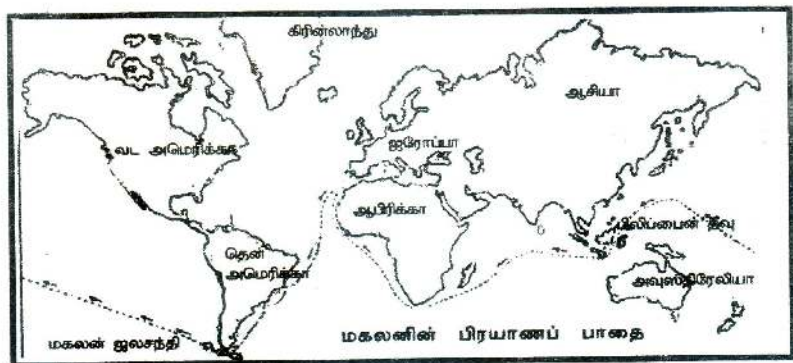 கிரின்லாந்து
ஆசியா
வட அமெரிக்கா
ஐரோப்பா
ஆபிரிக்கா
பிலிப்பைன் தீவு
தென்
அமெரிக்கா
அவுஸ்திரேலியா
மகலன் ஜலசந்தி
மகலனின் பிரயாணப் பாதை